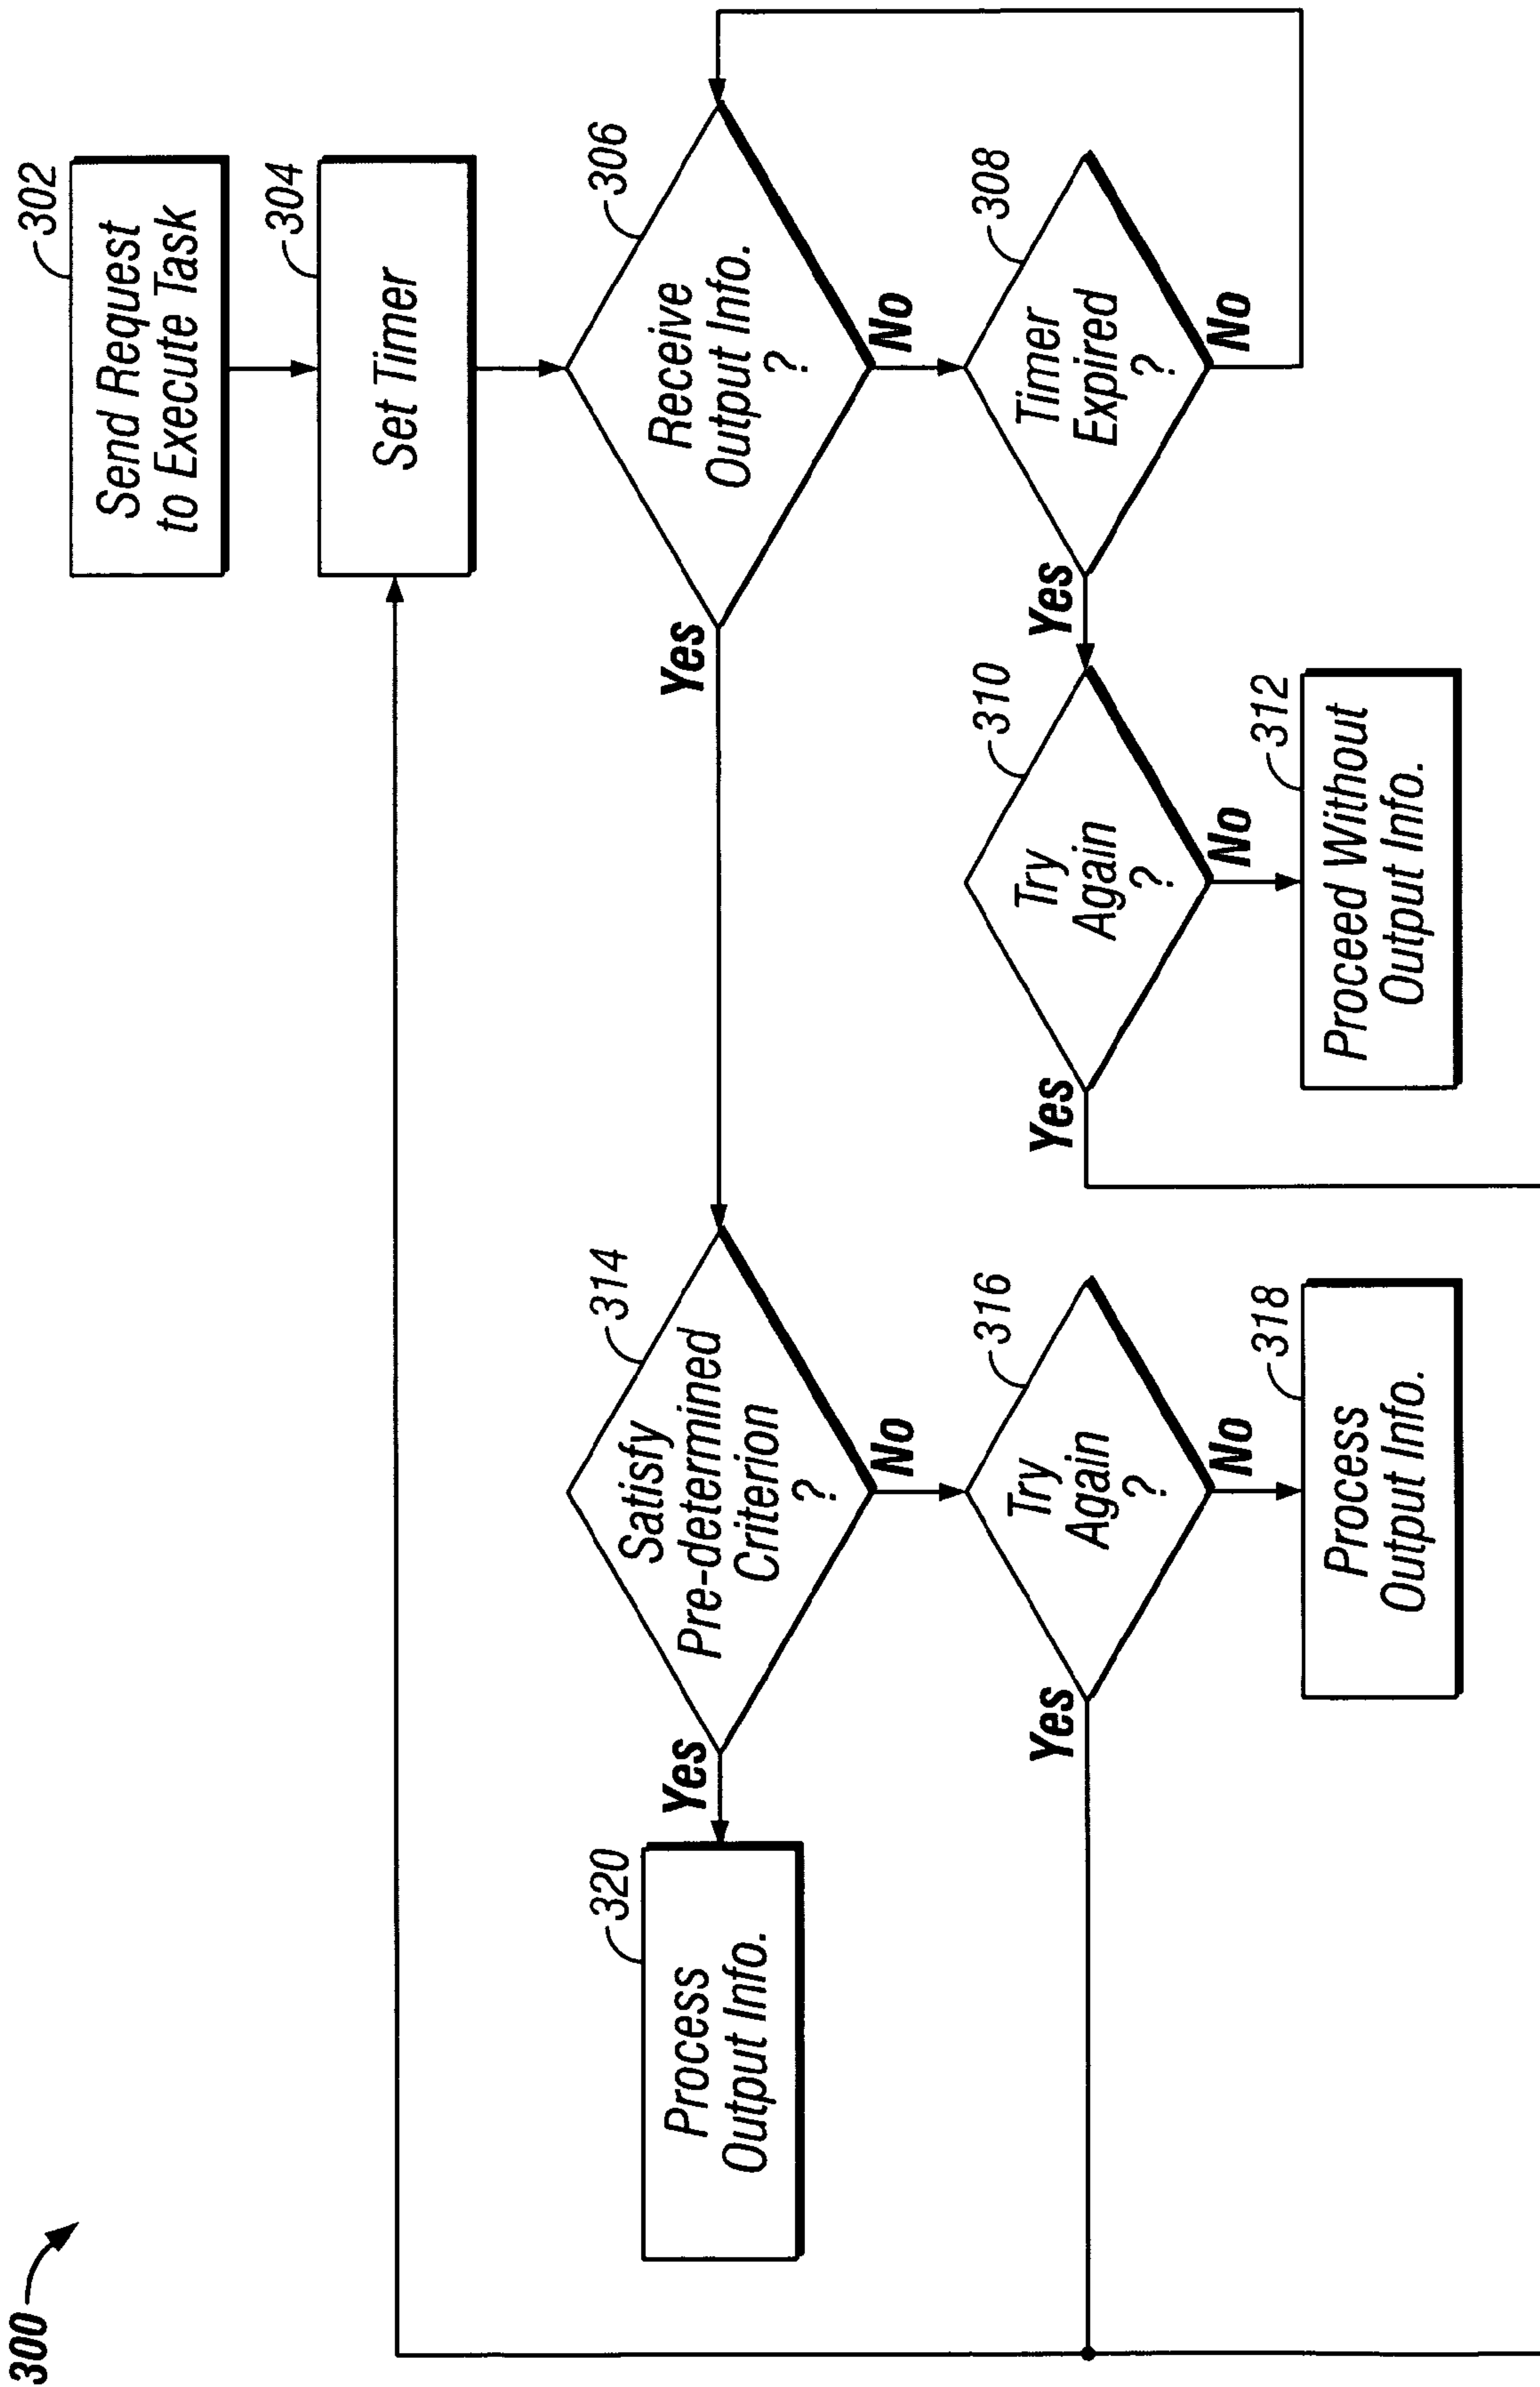 300
302
Send Request
to Execute Task
304
Set Timer
306
Receive
Output Info.
?
Yes
No
308
Timer
Expired
?
Yes
No
310
Try
Again
?
Yes
No
312
Proceed Without
Output Info.
314
Satisfy
Pre-determined
Criterion
?
Yes
No
316
Try
Again
?
Yes
No
318
Process
Output Info.
320
Process
Output Info.